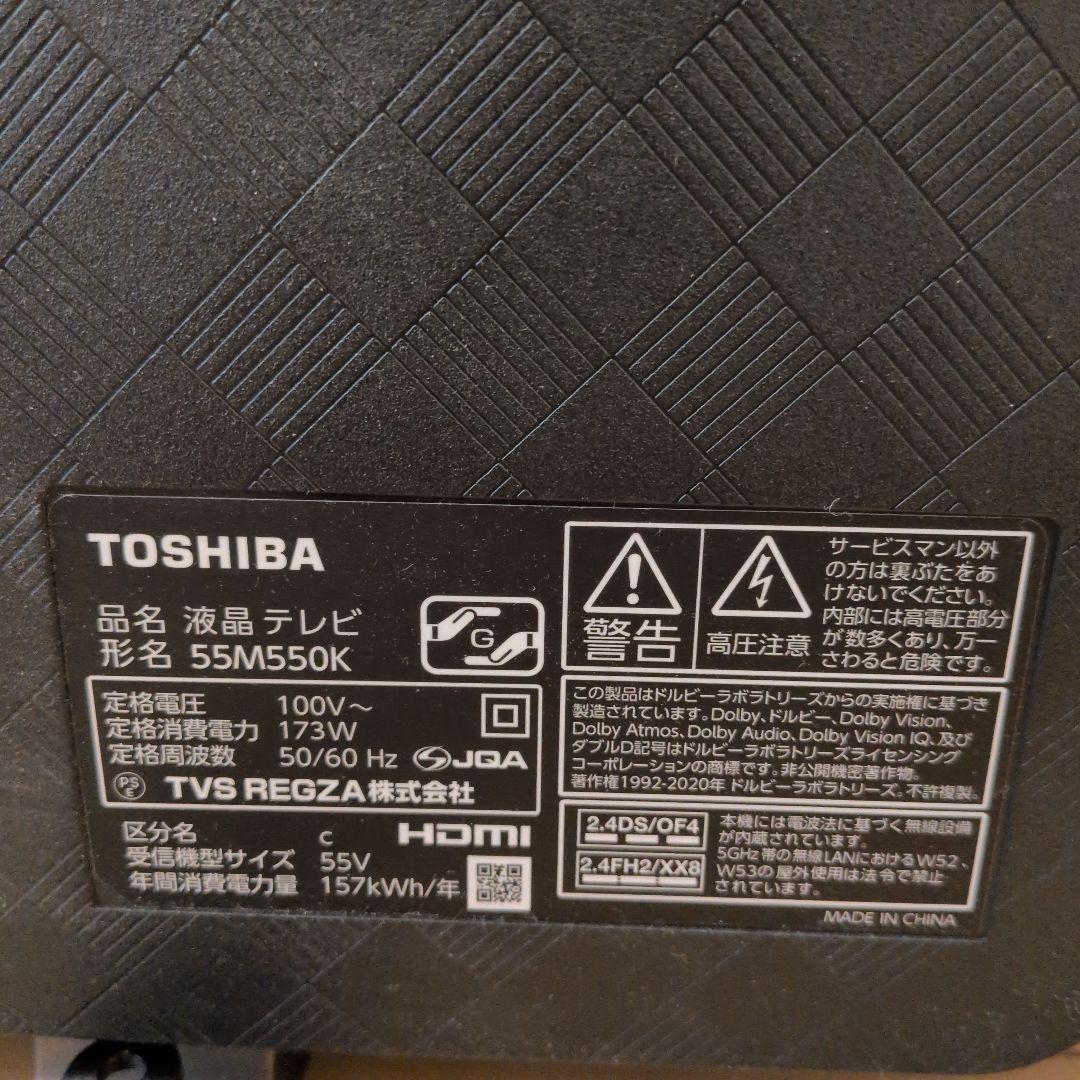 TOSHIBA
品名 液晶テレビ
形名 55M550K
G
定格電圧 100V～
定格消費電力 173W
定格周波数 50/60 Hz JQA
PSE TVS REGZA株式会社
区分名 c HDMI
受信機型サイズ 55V
年間消費電力量 157kWh/年
警告
高圧注意
サービスマン以外
の方は裏ぶたをあ
けないでください。
内部には高電圧部分
が数多くあり、万一
さわると危険です。
この製品はドルビーラボラトリーズからの実施権に基づき
製造されています。Dolby、ドルビー、Dolby Vision、
Dolby Atmos、Dolby Audio、Dolby Vision IQ、及び
ダブルD記号はドルビーラボラトリーズライセンシング
コーポレーションの商標です。非公開機密著作物。
著作権1992-2020年 ドルビーラボラトリーズ。不許複製。
2.4DS/OF4
2.4FH2/XX8
本機には電波法に基づく無線設備
が内蔵されています。
5GHz帯の無線LANにおけるW52、
W53の屋外使用は法令で禁止
されています。
MADE IN CHINA